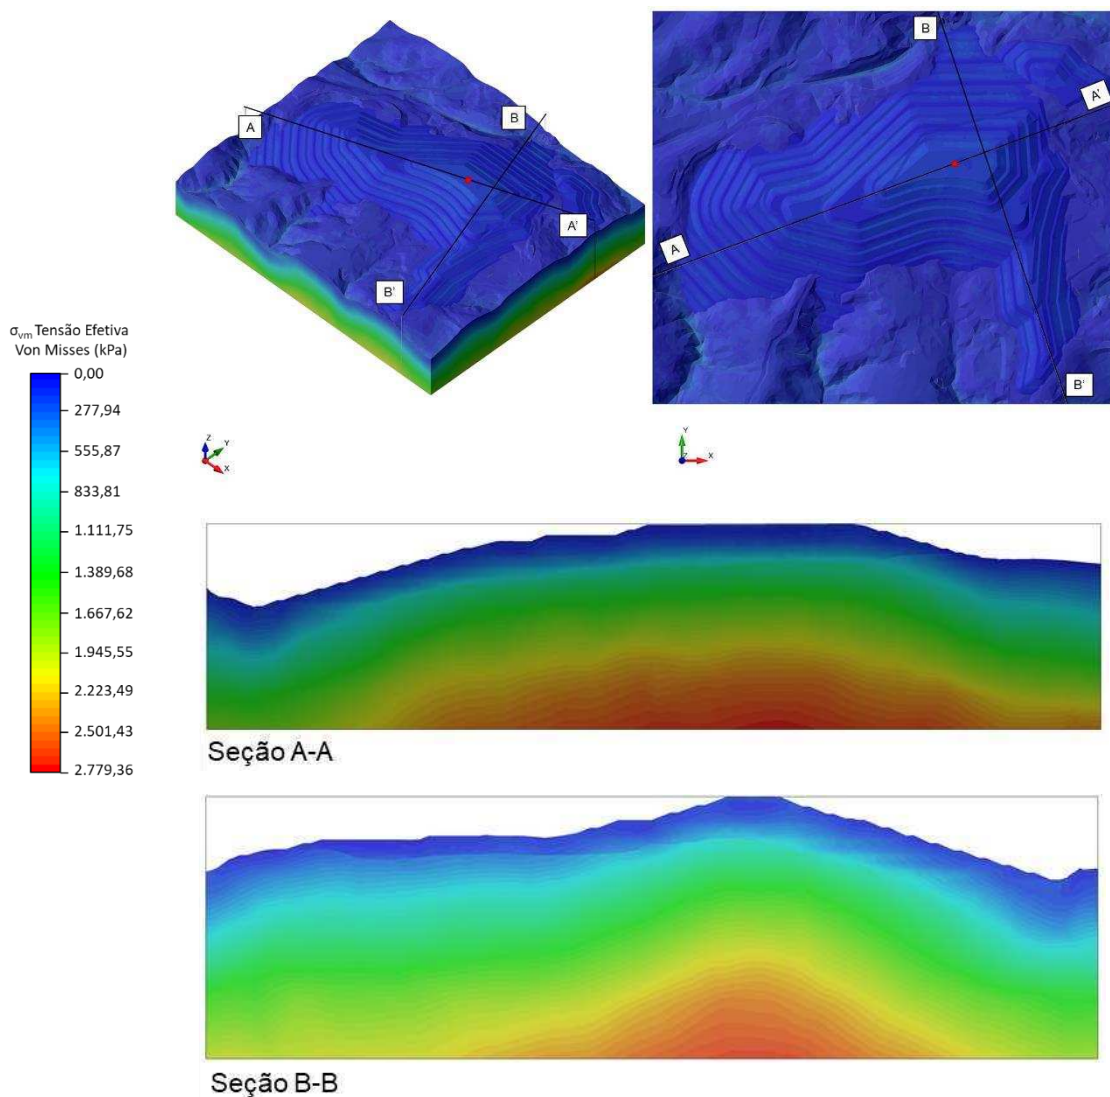 A
B
A'
B'
B
A'
A
B'
Z
Y
X
Y
Z
X
σvm Tensão Efetiva
Von Misses (kPa)
0,00
277,94
555,87
833,81
1.111,75
1.389,68
1.667,62
1.945,55
2.223,49
2.501,43
2.779,36
Seção A-A
Seção B-B